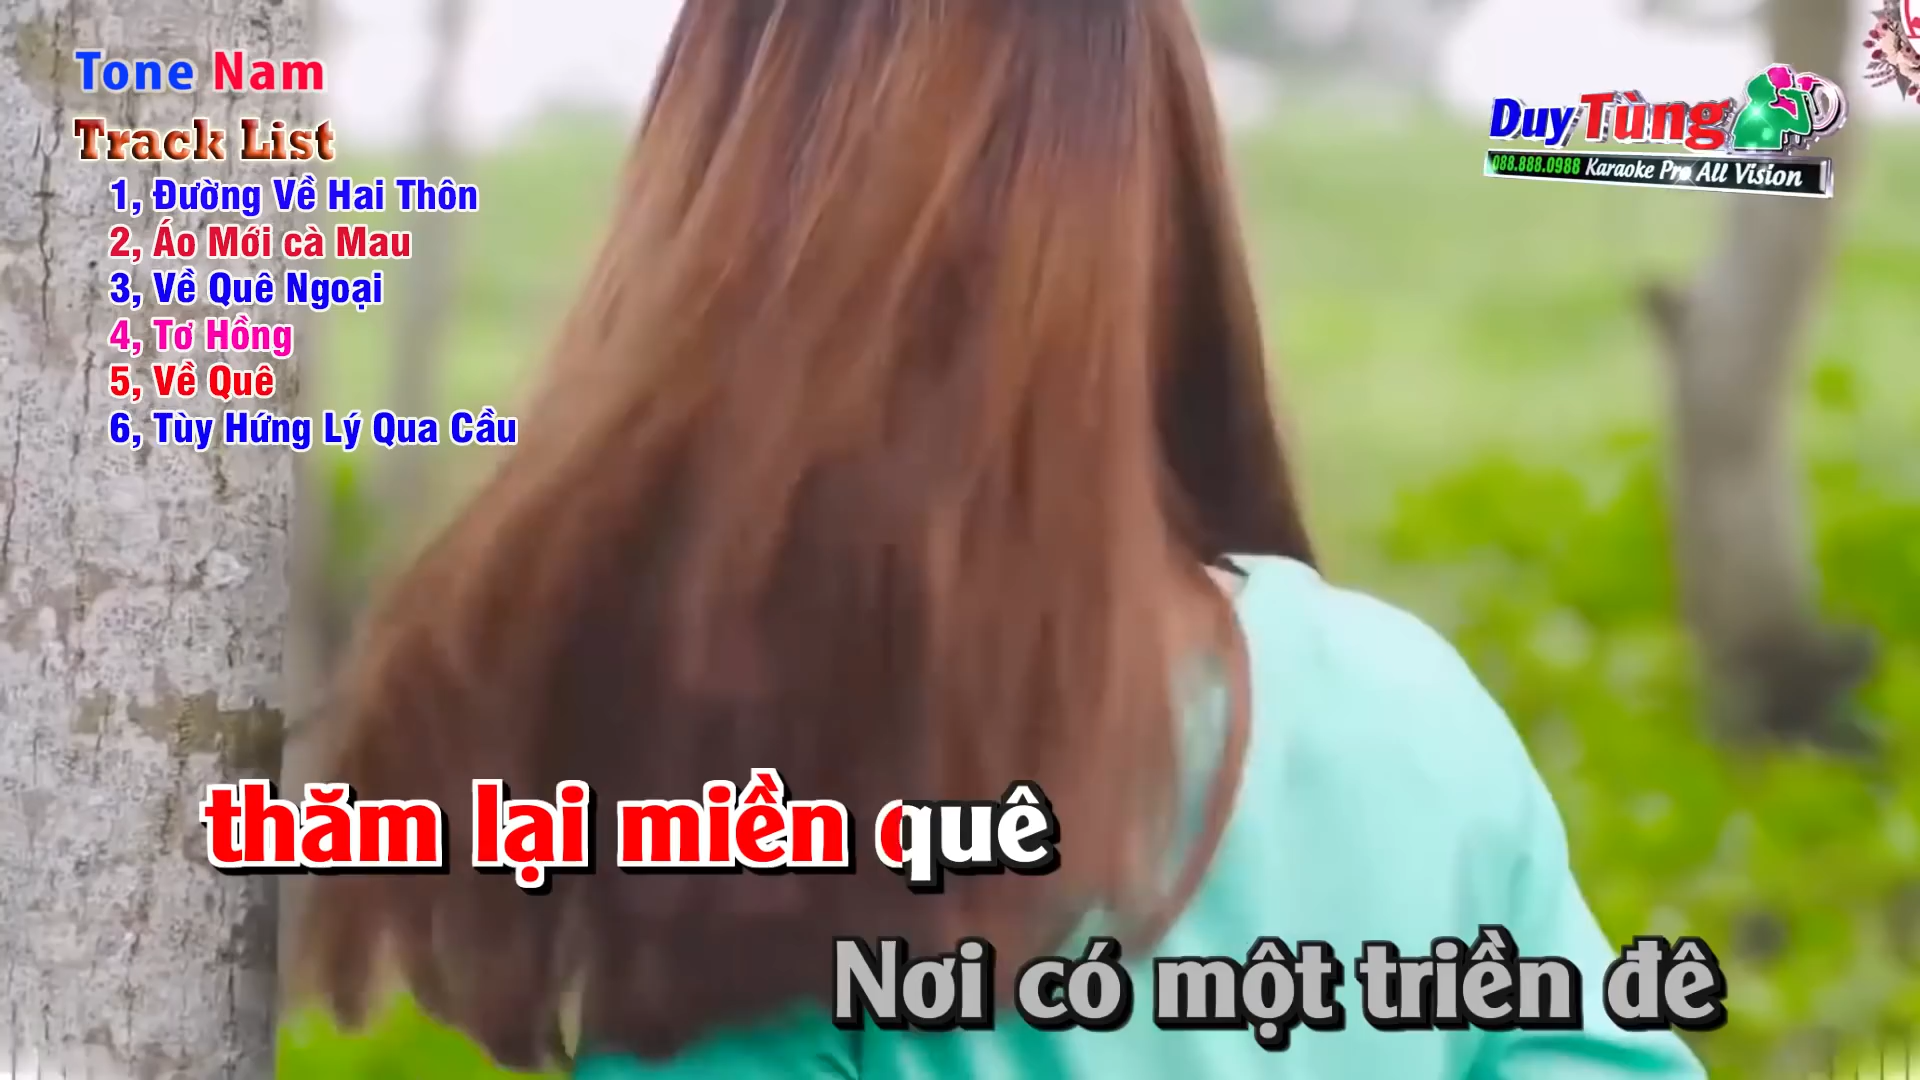 Tone Nam
Track List
1, Đường Về Hai Thôn
2, Áo Mới cà Mau
3, Về Quê Ngoại
4, Tơ Hồng
5, Về Quê
6, Tùy Hứng Lý Qua Cầu
Duy Tùng
088.888.0988 Karaoke Pro All Vision
thăm lại miền quê
Nơi có một triền đê